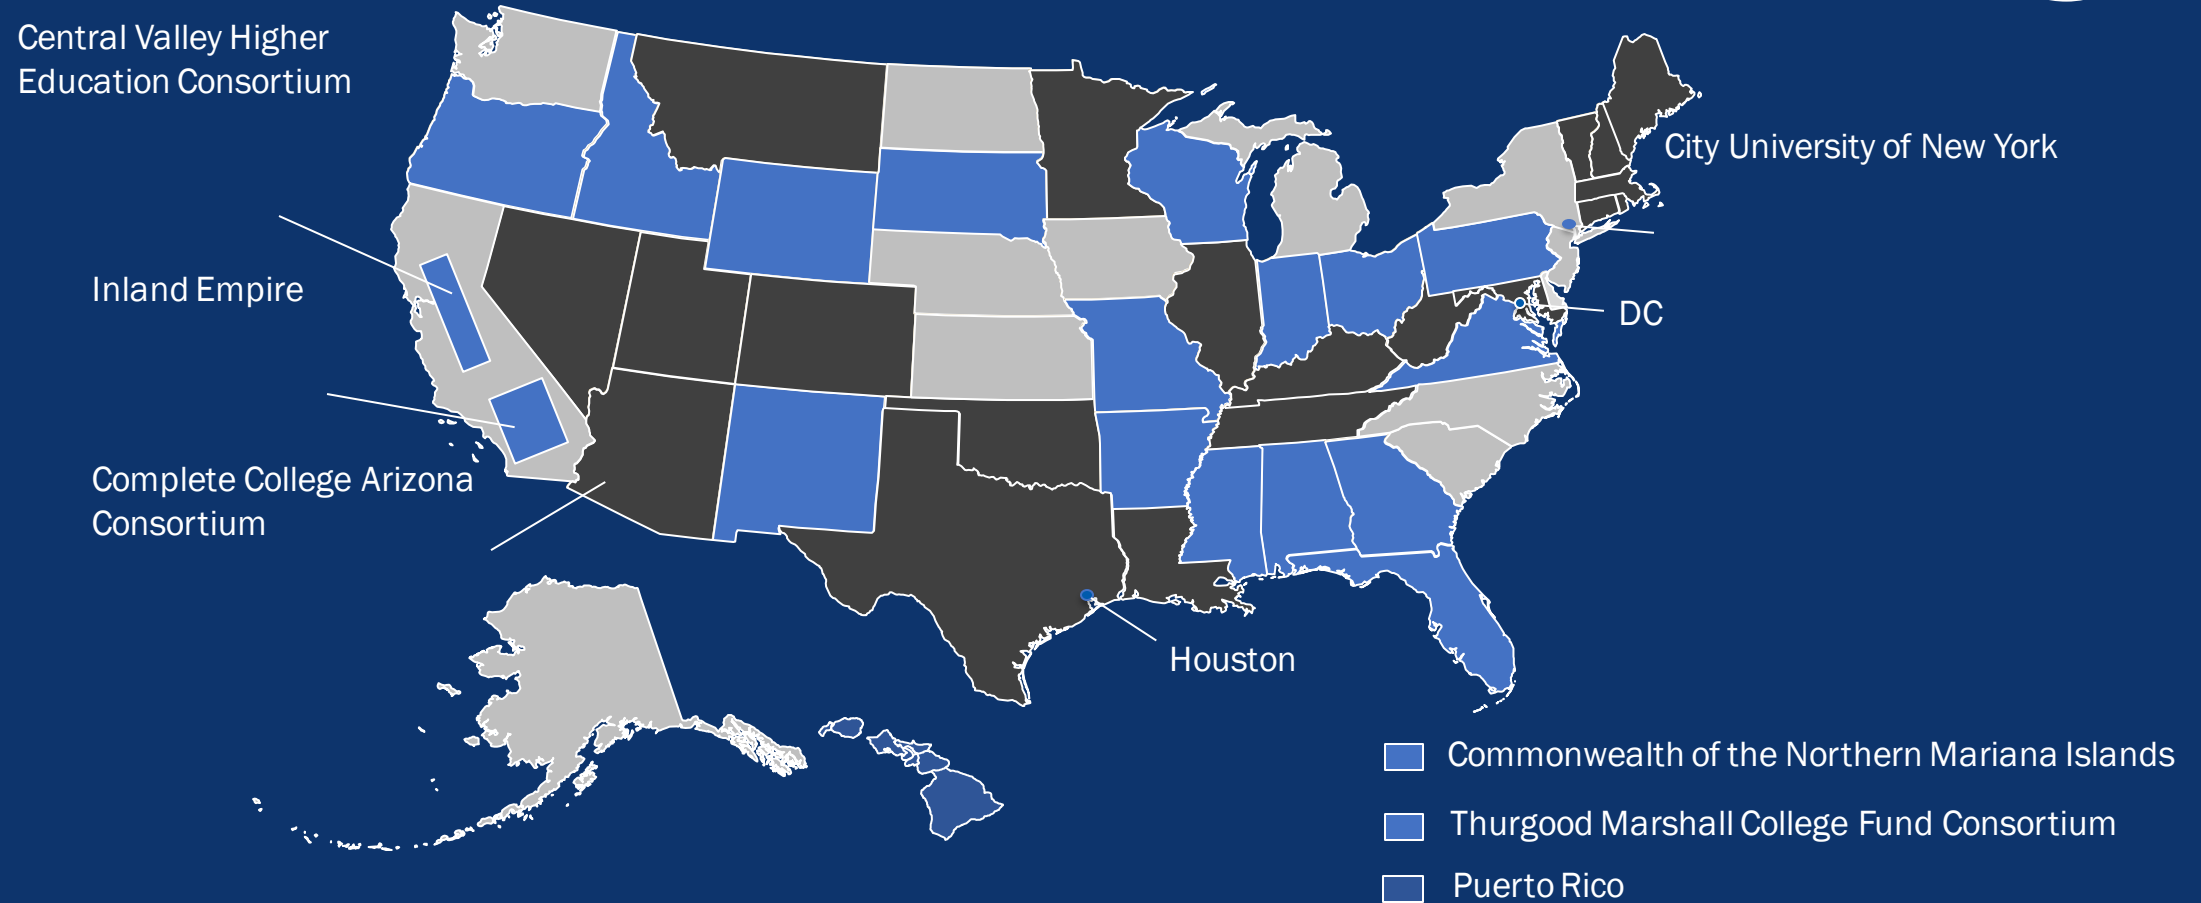 Central Valley Higher
Education Consortium
City University of New York
Inland Empire
DC
Complete College Arizona
Consortium
Houston
Commonwealth of the Northern Mariana Islands
Thurgood Marshall College Fund Consortium
Puerto Rico